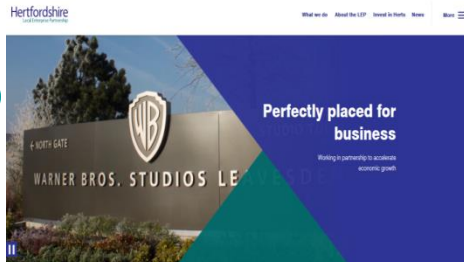 Hertfordshire
Local Enterprise Partnership
What we do About the LEP Invest in Herts News More
Perfectly placed for
business
Working in partnership to accelerate
economic growth
← NORTH GATE
WB
WARNER BROS. STUDIOS LEAVESDEN